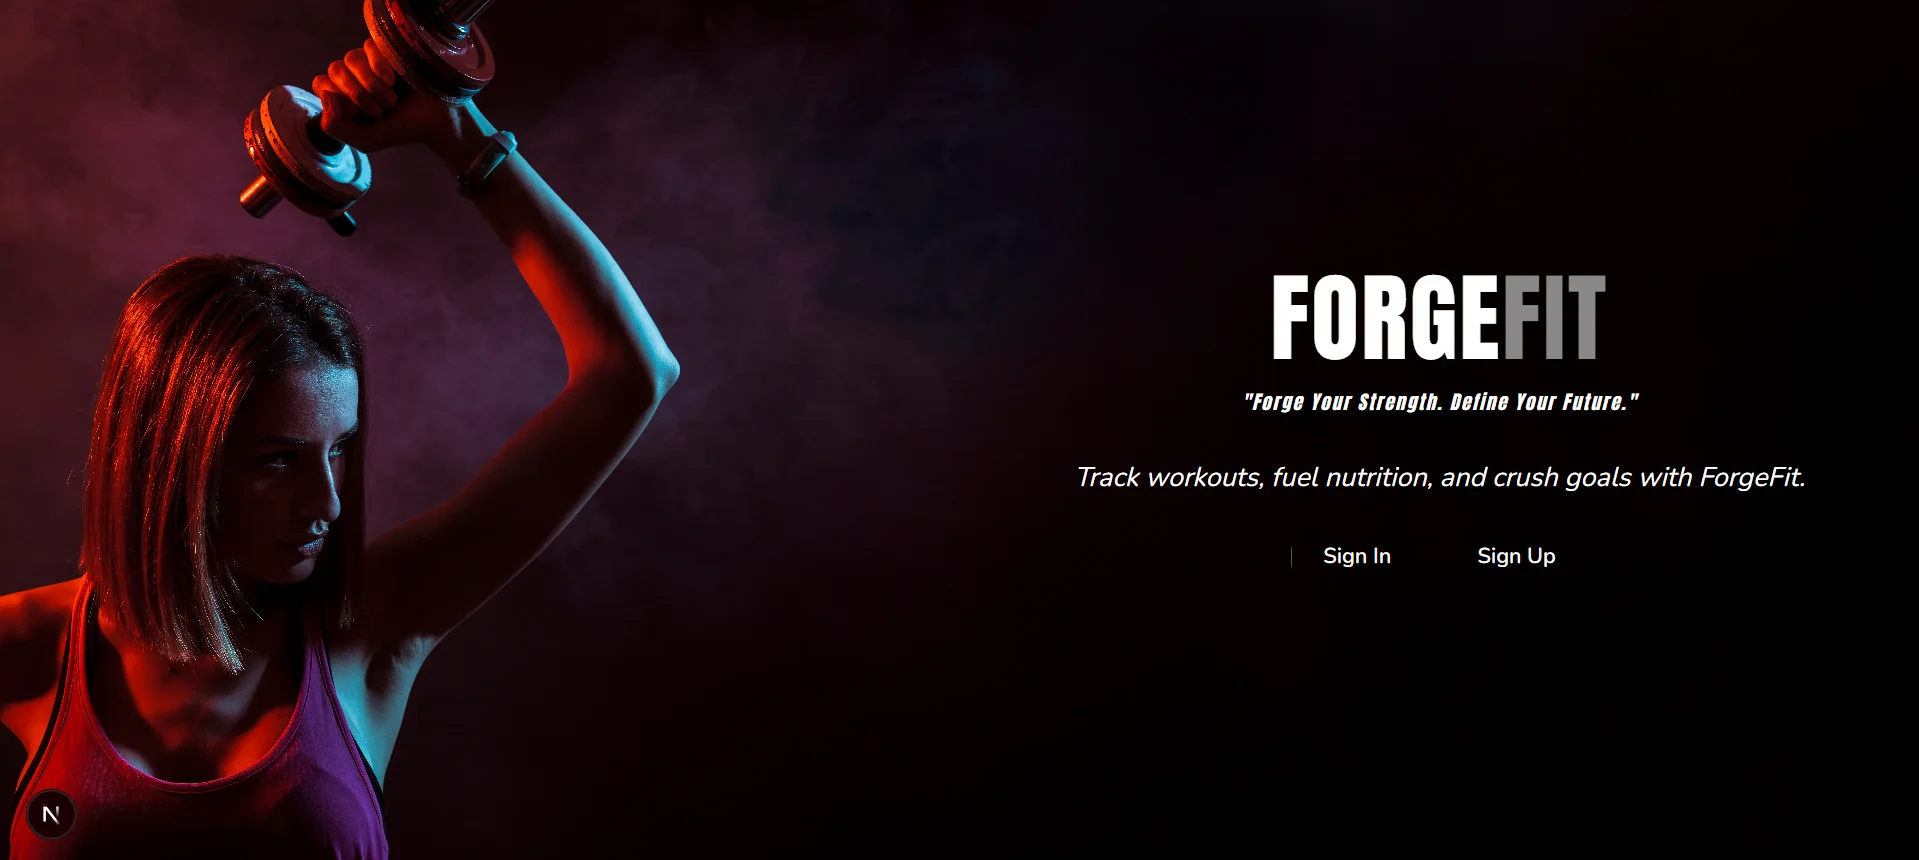 FORGEFIT
"Forge Your Strength. Define Your Future."
Track workouts, fuel nutrition, and crush goals with ForgeFit.
Sign In Sign Up
N